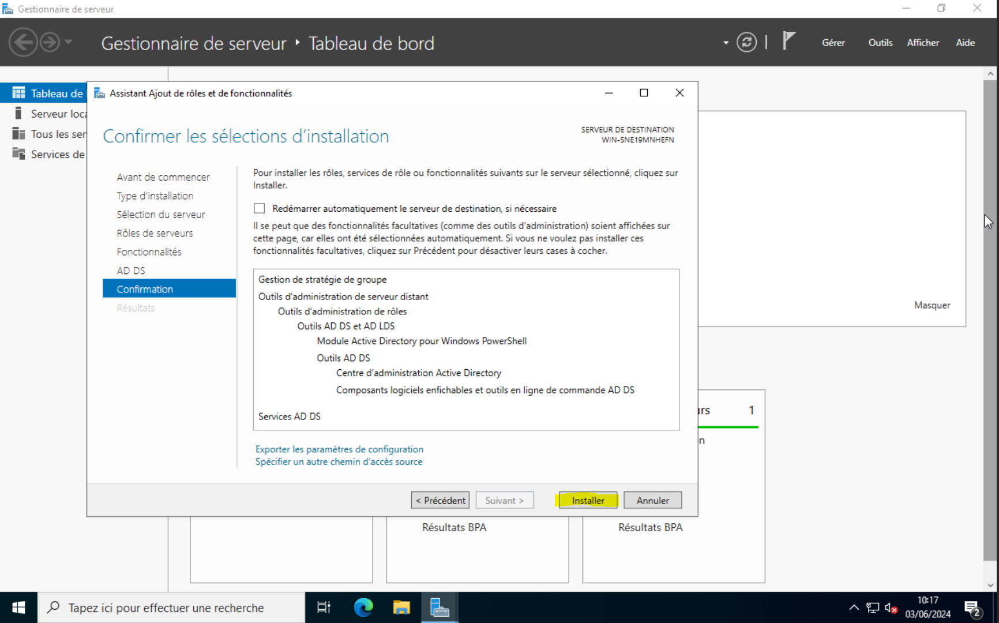 Gestionnaire de serveur
Gestionnaire de serveur ‣ Tableau de bord
Gérer
Outils
Afficher
Aide
Tableau de
Serveur loca
Tous les ser
Services de
Assistant Ajout de rôles et de fonctionnalités
Confirmer les sélections d’installation
SERVEUR DE DESTINATION
WIN-5NE19MNHEFN
Avant de commencer
Type d’installation
Sélection du serveur
Rôles de serveurs
Fonctionnalités
AD DS
Confirmation
Résultats
Pour installer les rôles, services de rôle ou fonctionnalités suivants sur le serveur sélectionné, cliquez sur
Installer.
Redémarrer automatiquement le serveur de destination, si nécessaire
Il se peut que des fonctionnalités facultatives (comme des outils d’administration) soient affichées sur
cette page, car elles ont été sélectionnées automatiquement. Si vous ne voulez pas installer ces
fonctionnalités facultatives, cliquez sur Précédent pour désactiver leurs cases à cocher.
Gestion de stratégie de groupe
Outils d’administration de serveur distant
Outils d’administration de rôles
Outils AD DS et AD LDS
Module Active Directory pour Windows PowerShell
Outils AD DS
Centre d’administration Active Directory
Composants logiciels enfichables et outils en ligne de commande AD DS
Services AD DS
Exporter les paramètres de configuration
Spécifier un autre chemin d’accès source
< Précédent
Suivant >
Installer
Annuler
Masquer
urs 1
n
Résultats BPA
Résultats BPA
Tapez ici pour effectuer une recherche
10:17
03/06/2024
2